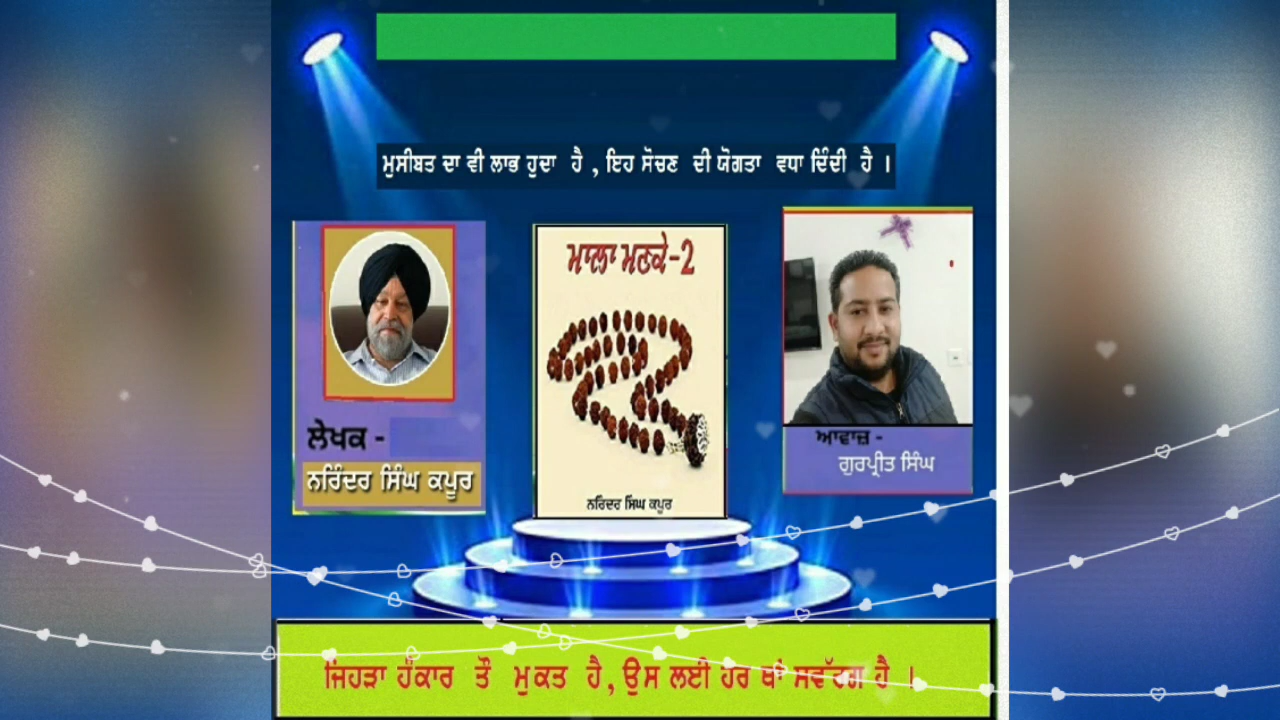 ਮੁਸੀਬਤ ਦਾ ਵੀ ਲਾਭ ਹੁਦਾ ਹੈ , ਇਹ ਸੋਚਣ ਦੀ ਯੋਗਤਾ ਵਧਾ ਦਿੰਦੀ ਹੈ ।
ਲੇਖਕ -
ਨਰਿੰਦਰ ਸਿੰਘ ਕਪੂਰ
ਮਾਲਾ ਮਣਕੇ-2
ਨਰਿੰਦਰ ਸਿੰਘ ਕਪੂਰ
ਆਵਾਜ਼ -
ਗੁਰਪ੍ਰੀਤ ਸਿੰਘ
ਜਿਹੜਾ ਹੰਕਾਰ ਤੌ ਮੁਕਤ ਹੈ, ਉਸ ਲਈ ਹਰ ਥਾਂ ਸਵੱਰਗ ਹੈ ।